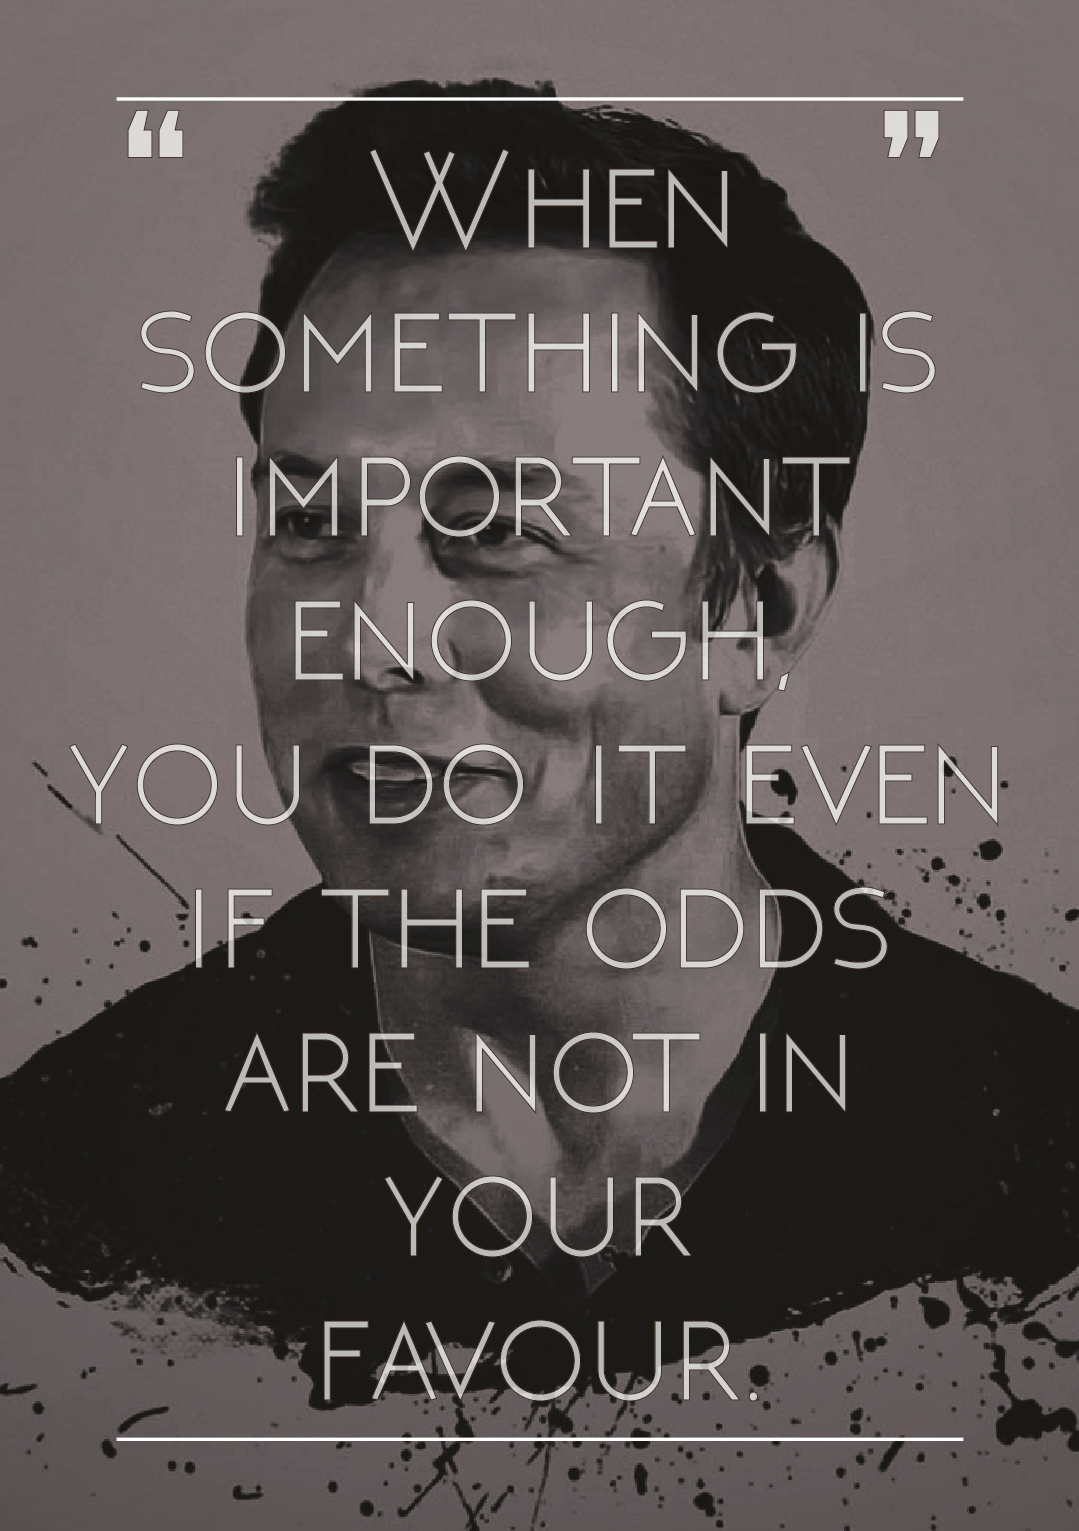 “ ”
When
something is
important
enough,
you do it even
if the odds
are not in
your
favour.